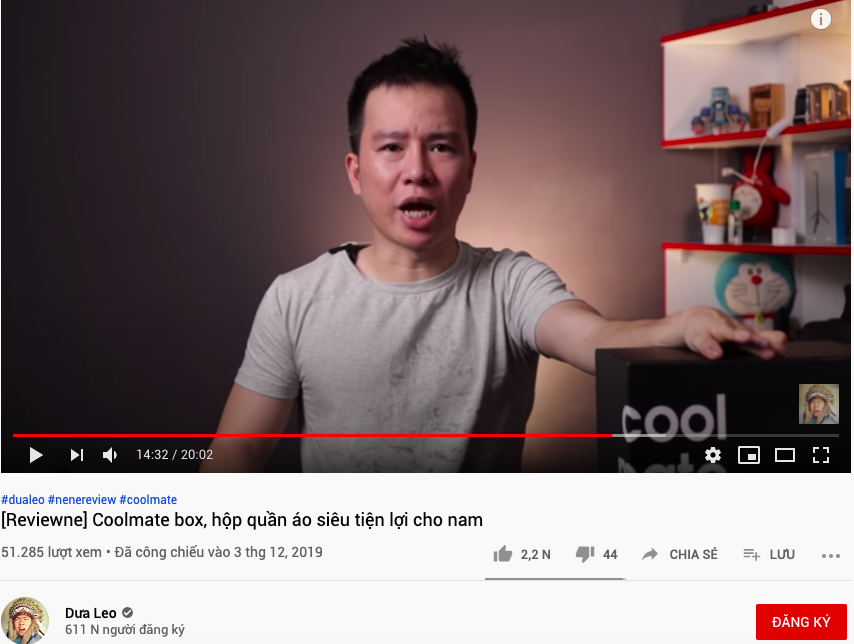 cool
mate
14:32 / 20:02
#dualeo #nenereview #coolmate
[Reviewne] Coolmate box, hộp quần áo siêu tiện lợi cho nam
51.285 lượt xem • Đã công chiếu vào 3 thg 12, 2019
2,2 N 44 CHIA SẺ LƯU
Dưa Leo
611 N người đăng ký
ĐĂNG KÝ